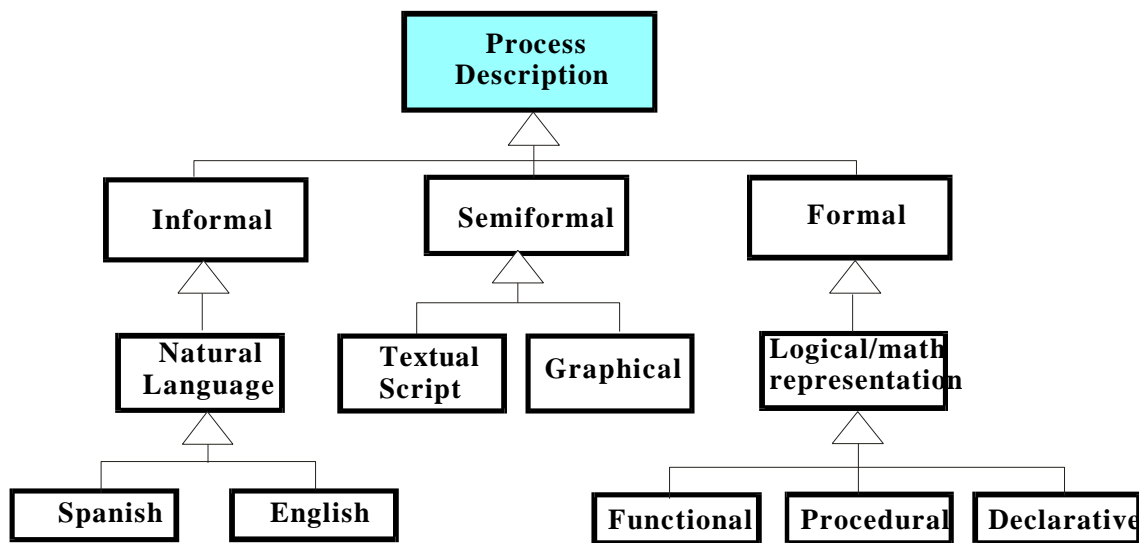 Process
Description
Informal
Semiformal
Formal
Natural
Language
Textual
Script
Graphical
Logical/math
representation
Spanish
English
Functional
Procedural
Declarative